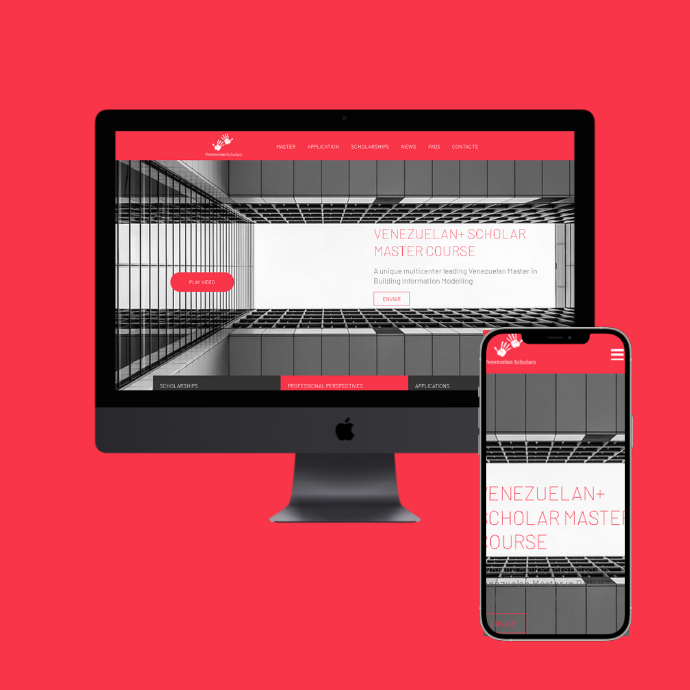 Venezuelan Scholars
MASTER
APPLICATION
SCHOLARSHIPS
NEWS
FAQS
CONTACTS
VENEZUELAN+ SCHOLAR
MASTER COURSE
A unique multicenter leading Venezuelan Master in
Building Information Modelling
ENVIAR
PLAY VIDEO
SCHOLARSHIPS
PROFESSIONAL PERSPECTIVES
APPLICATIONS
Venezuelan Scholars
VENEZUELAN+
SCHOLAR MASTER
COURSE